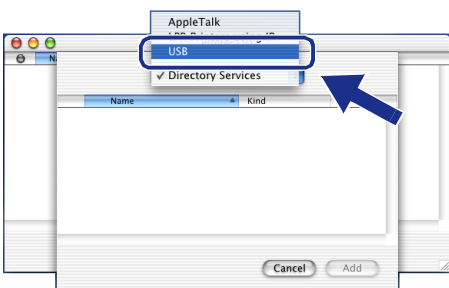 AppleTalk
USB
✓ Directory Services
Name Kind
Cancel Add